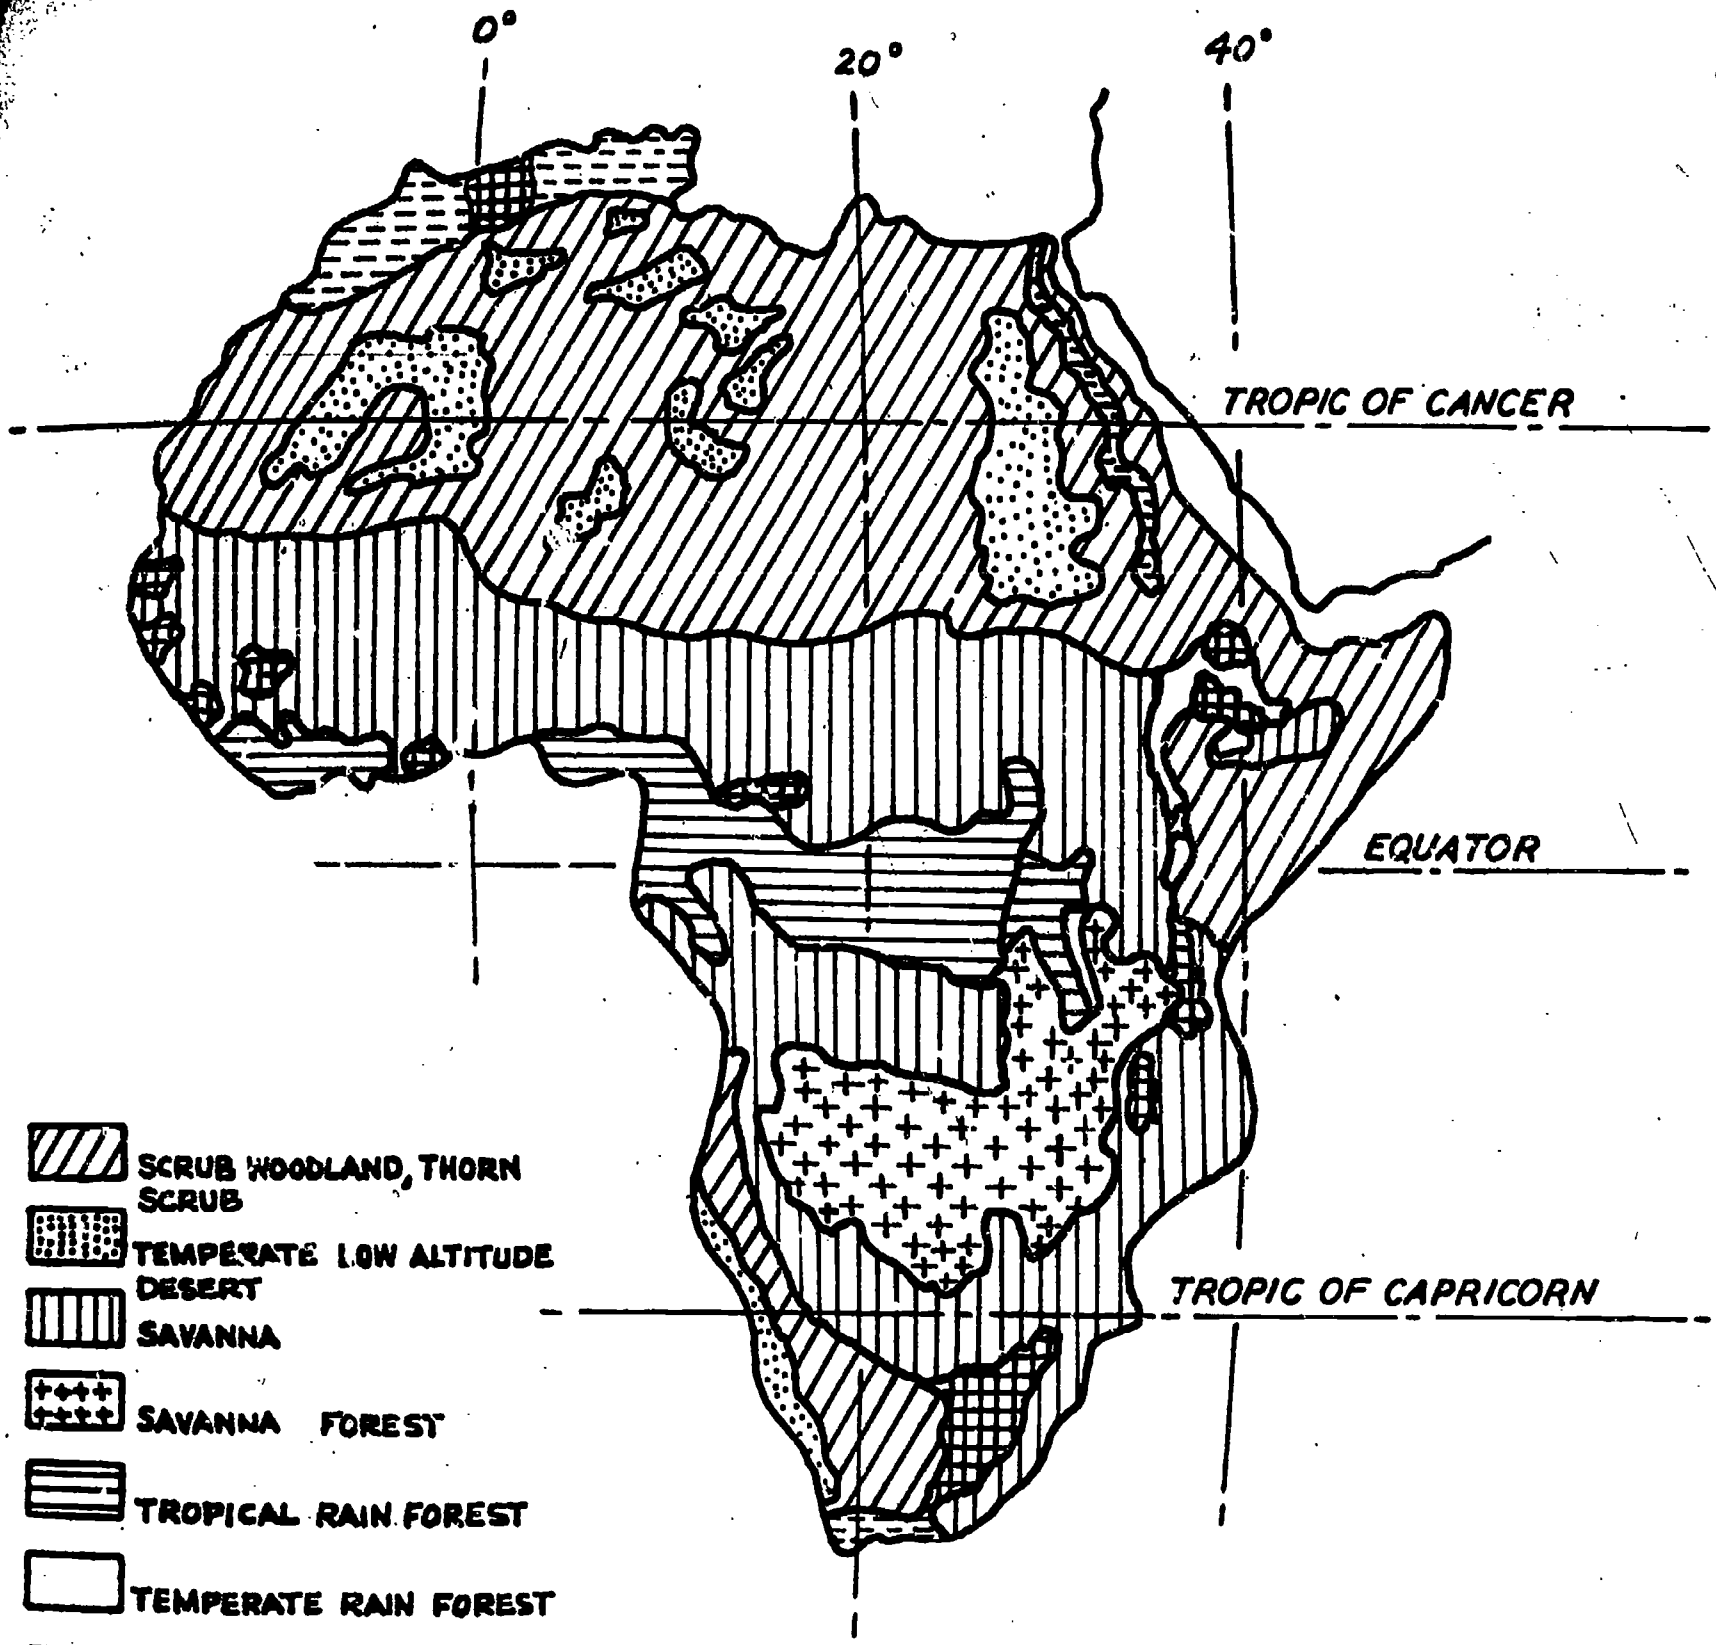 0°
20°
40°
TROPIC OF CANCER
EQUATOR
TROPIC OF CAPRICORN
SCRUB WOODLAND, THORN
SCRUB
TEMPERATE LOW ALTITUDE
DESERT
SAVANNA
SAVANNA FOREST
TROPICAL RAIN FOREST
TEMPERATE RAIN FOREST